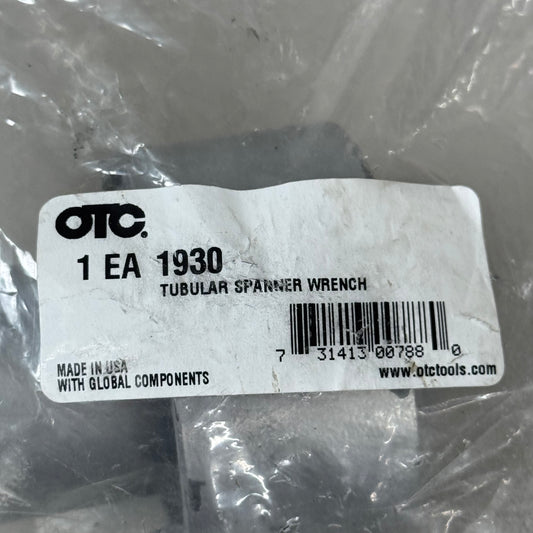 OTC.
1 EA 1930
TUBULAR SPANNER WRENCH
7 31413 00788 0
MADE IN USA
WITH GLOBAL COMPONENTS
www.otctools.com